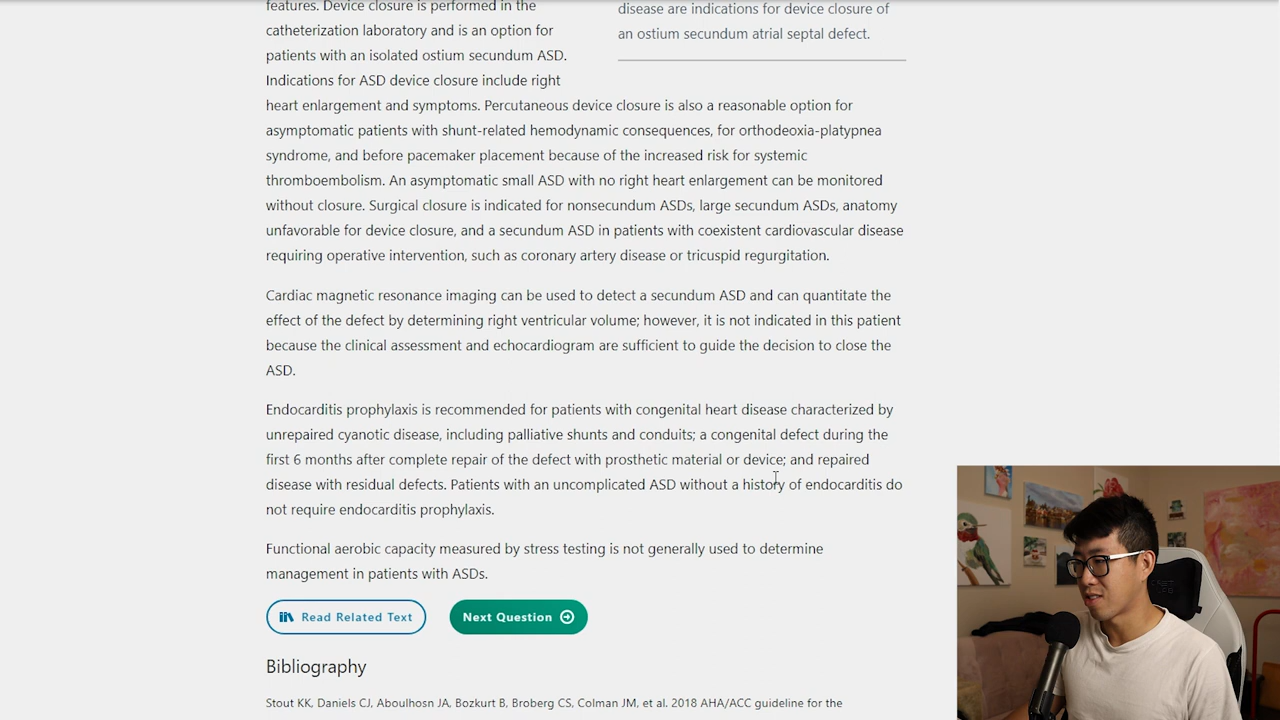 features. Device closure is performed in the
catheterization laboratory and is an option for
patients with an isolated ostium secundum ASD.
Indications for ASD device closure include right
heart enlargement and symptoms. Percutaneous device closure is also a reasonable option for
asymptomatic patients with shunt-related hemodynamic consequences, for orthodeoxia-platypnea
syndrome, and before pacemaker placement because of the increased risk for systemic
thromboembolism. An asymptomatic small ASD with no right heart enlargement can be monitored
without closure. Surgical closure is indicated for nonsecundum ASDs, large secundum ASDs, anatomy
unfavorable for device closure, and a secundum ASD in patients with coexistent cardiovascular disease
requiring operative intervention, such as coronary artery disease or tricuspid regurgitation.
disease are indications for device closure of
an ostium secundum atrial septal defect.
Cardiac magnetic resonance imaging can be used to detect a secundum ASD and can quantitate the
effect of the defect by determining right ventricular volume; however, it is not indicated in this patient
because the clinical assessment and echocardiogram are sufficient to guide the decision to close the
ASD.
Endocarditis prophylaxis is recommended for patients with congenital heart disease characterized by
unrepaired cyanotic disease, including palliative shunts and conduits; a congenital defect during the
first 6 months after complete repair of the defect with prosthetic material or device; and repaired
disease with residual defects. Patients with an uncomplicated ASD without a history of endocarditis do
not require endocarditis prophylaxis.
Functional aerobic capacity measured by stress testing is not generally used to determine
management in patients with ASDs.
Read Related Text
Next Question
Bibliography
Stout KK, Daniels CJ, Aboulhosn JA, Bozkurt B, Broberg CS, Colman JM, et al. 2018 AHA/ACC guideline for the